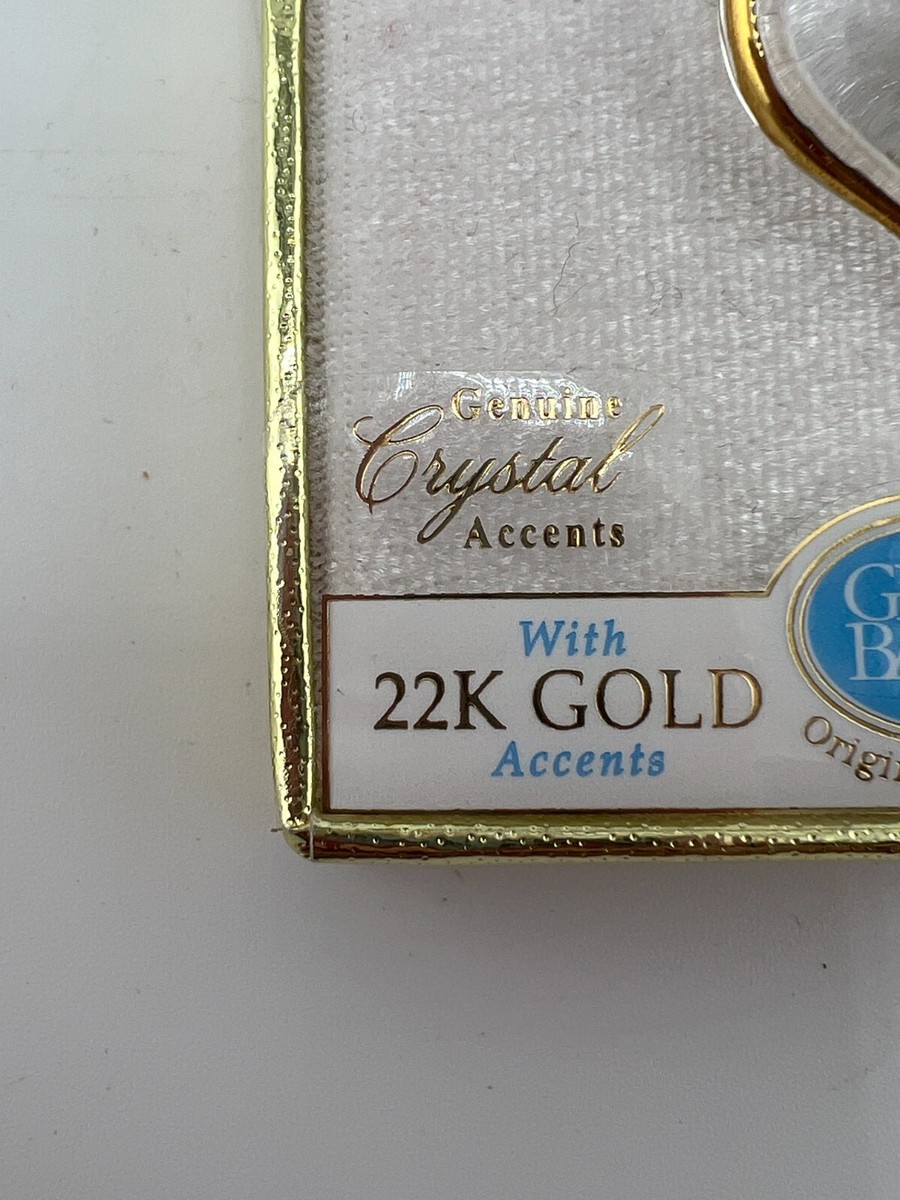 Genuine
Crystal
Accents
With
22K GOLD
Accents